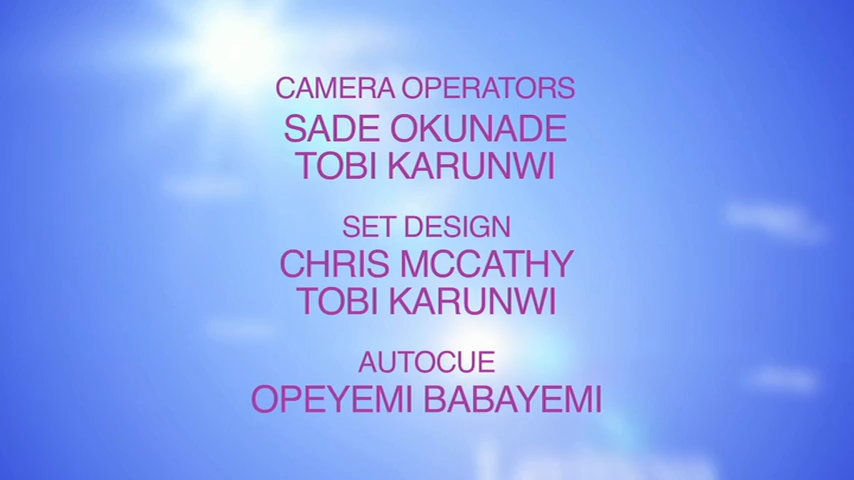 CAMERA OPERATORS
SADE OKUNADE
TOBI KARUNWI
SET DESIGN
CHRIS MCCATHY
TOBI KARUNWI
AUTOCUE
OPEYEMI BABAYEMI